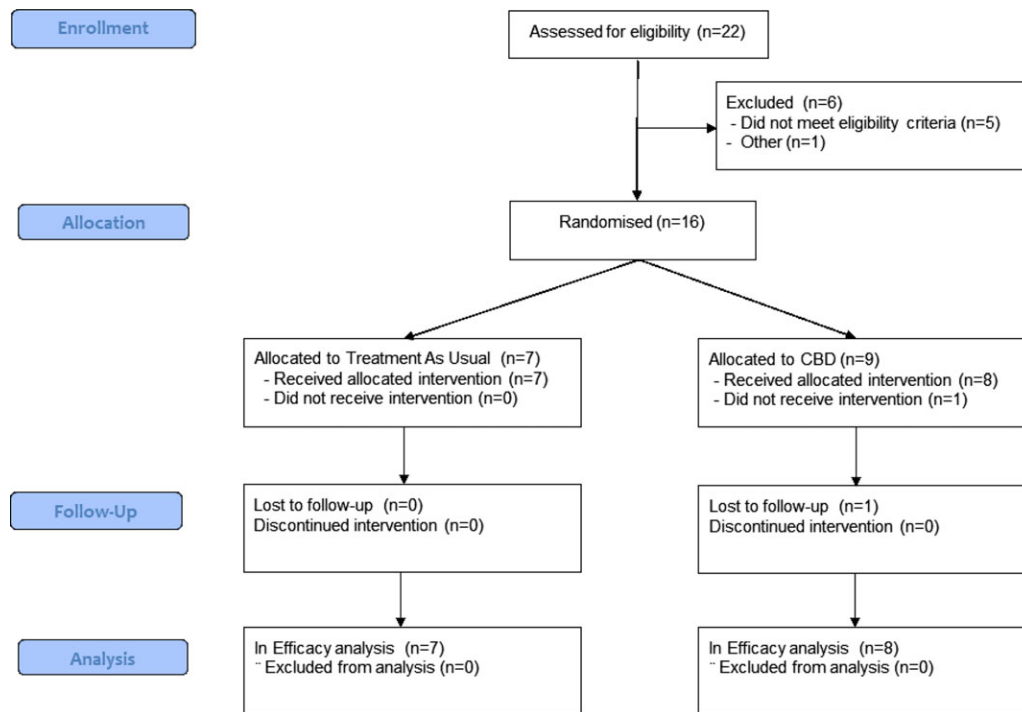 Enrollment
Assessed for eligibility (n=22)
Excluded (n=6)
- Did not meet eligibility criteria (n=5)
- Other (n=1)
Allocation
Randomised (n=16)
Allocated to Treatment As Usual (n=7)
- Received allocated intervention (n=7)
- Did not receive intervention (n=0)
Allocated to CBD (n=9)
- Received allocated intervention (n=8)
- Did not receive intervention (n=1)
Follow-Up
Lost to follow-up (n=0)
Discontinued intervention (n=0)
Lost to follow-up (n=1)
Discontinued intervention (n=0)
Analysis
In Efficacy analysis (n=7)
¨ Excluded from analysis (n=0)
In Efficacy analysis (n=8)
¨ Excluded from analysis (n=0)